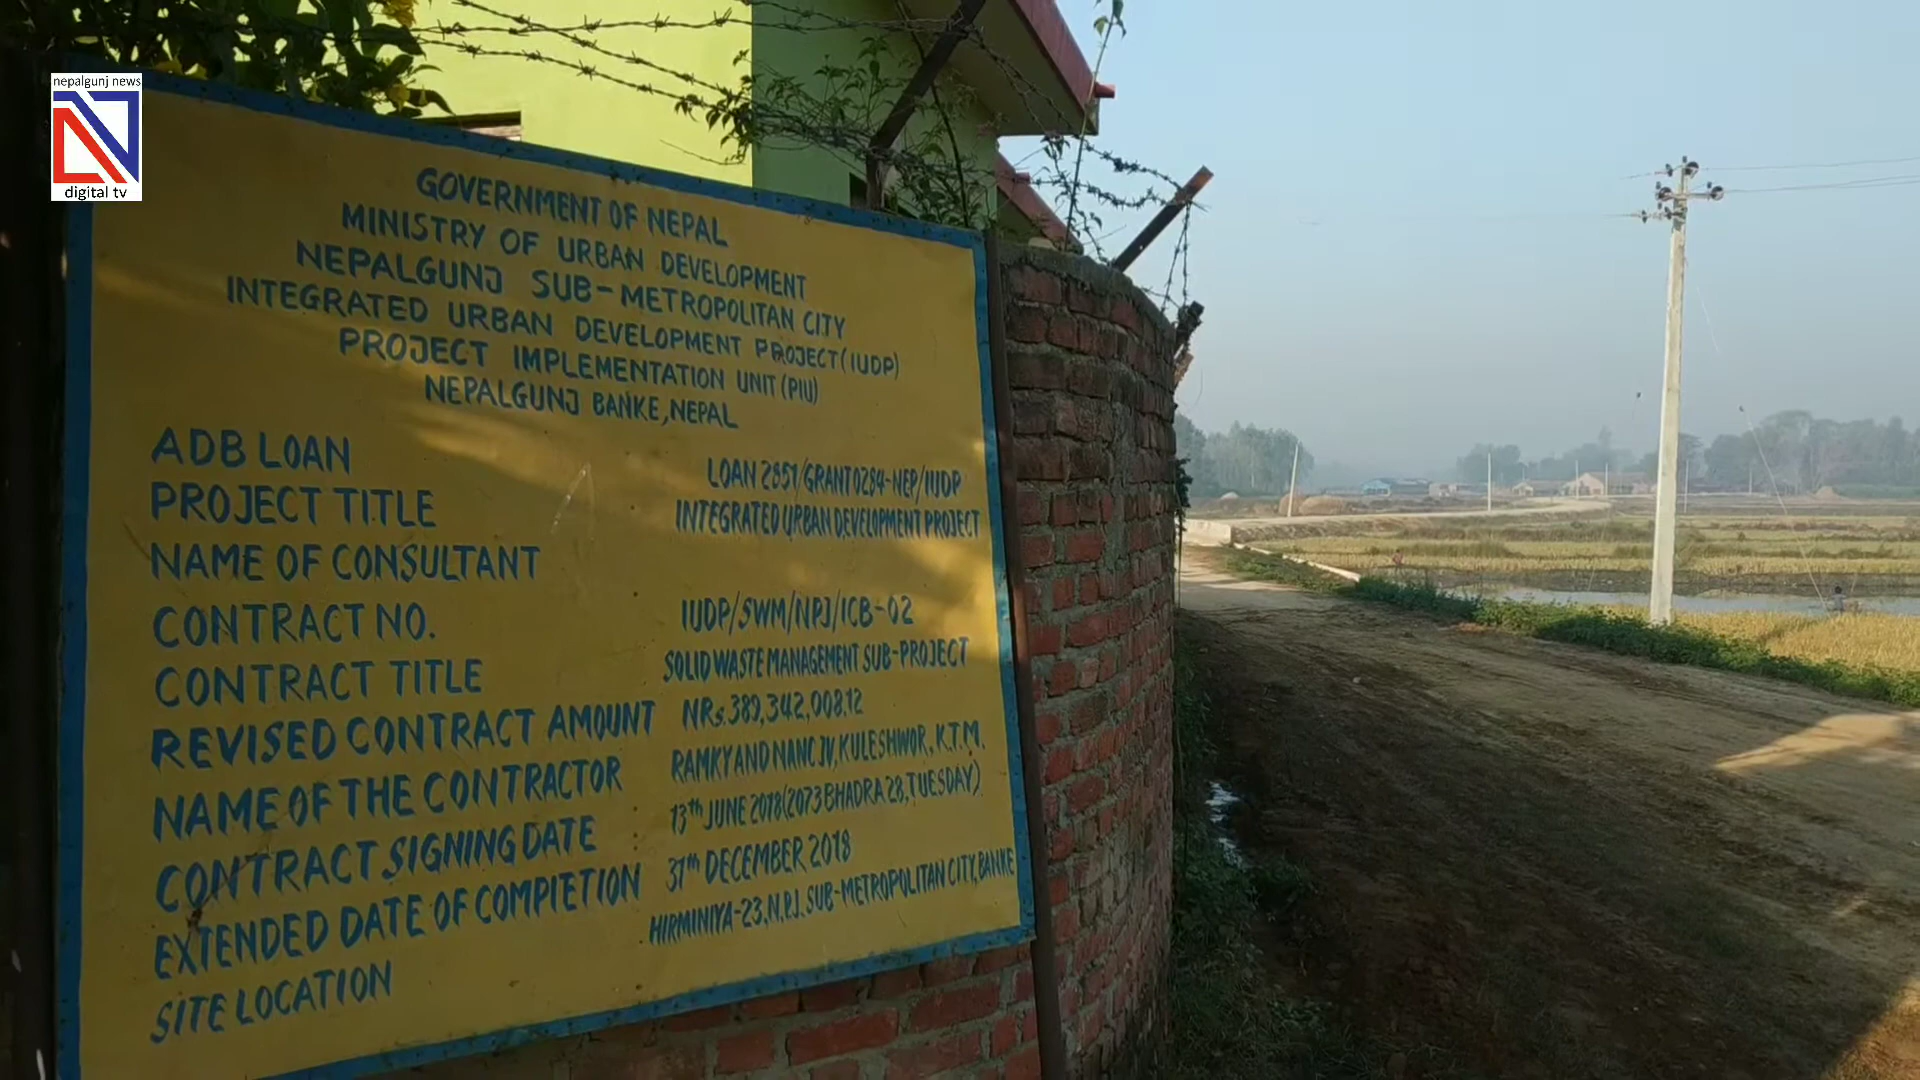 nepalgunj news
digital tv
GOVERNMENT OF NEPAL
MINISTRY OF URBAN DEVELOPMENT
NEPALGUNJ SUB-METROPOLITAN CITY
INTEGRATED URBAN DEVELOPMENT PROJECT(IUDP)
PROJECT IMPLEMENTATION UNIT (PIU)
NEPALGUNJ BANKE, NEPAL
ADB LOAN LOAN 2851/GRANT0284-NEP/IUDP
PROJECT TITLE INTEGRATED URBAN DEVELOPMENT PROJECT
NAME OF CONSULTANT
CONTRACT NO. IUDP/SWM/NPJ/ICB-02
CONTRACT TITLE SOLID WASTE MANAGEMENT SUB-PROJECT
REVISED CONTRACT AMOUNT NRs.389,342,008.12
NAME OF THE CONTRACTOR RAMKY AND NANC JV, KULESHWOR, K.T.M.
CONTRACT SIGNING DATE 13th JUNE 2018(2073 BHADRA 28, TUESDAY)
EXTENDED DATE OF COMPIETION 31th DECEMBER 2018
SITE LOCATION HIRMINIYA-23, N.P.J. SUB-METROPOLITAN CITY, BANKE